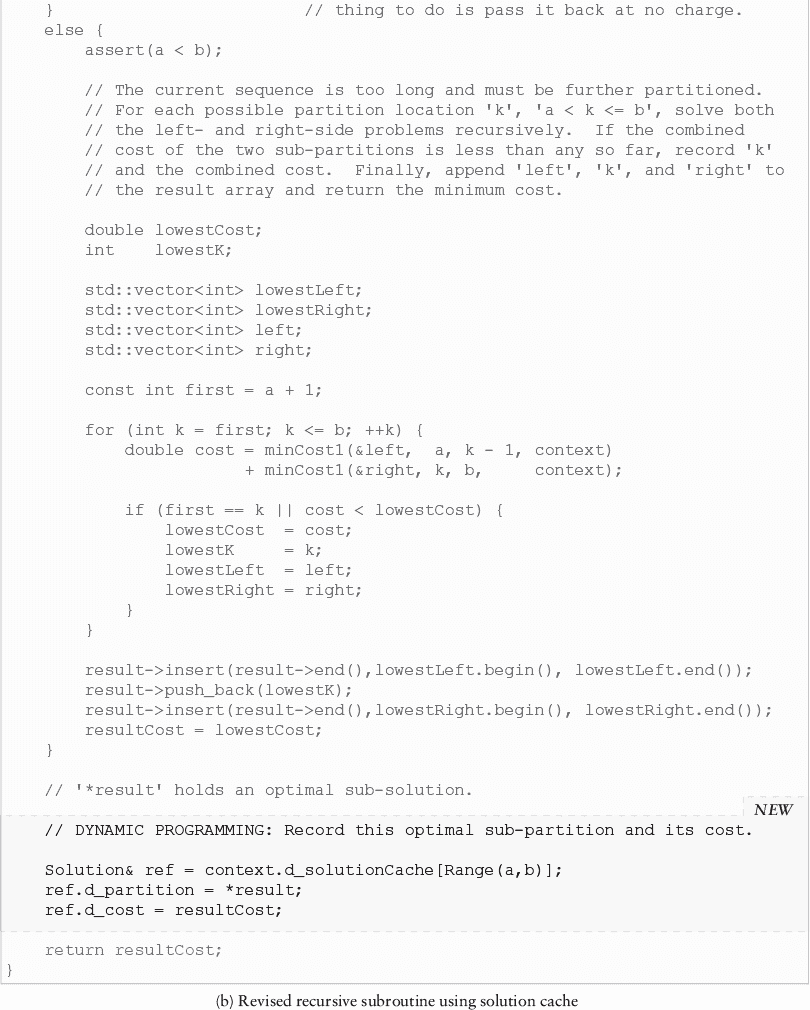 }                         // thing to do is pass it back at no charge.
else {
    assert(a < b);

    // The current sequence is too long and must be further partitioned.
    // For each possible partition location 'k', 'a < k <= b', solve both
    // the left- and right-side problems recursively.  If the combined
    // cost of the two sub-partitions is less than any so far, record 'k'
    // and the combined cost.  Finally, append 'left', 'k', and 'right' to
    // the result array and return the minimum cost.

    double lowestCost;
    int    lowestK;

    std::vector<int> lowestLeft;
    std::vector<int> lowestRight;
    std::vector<int> left;
    std::vector<int> right;

    const int first = a + 1;

    for (int k = first; k <= b; ++k) {
        double cost = minCost1(&left,  a, k - 1, context)
                    + minCost1(&right, k, b,     context);

        if (first == k || cost < lowestCost) {
            lowestCost  = cost;
            lowestK     = k;
            lowestLeft  = left;
            lowestRight = right;
        }
    }

    result->insert(result->end(),lowestLeft.begin(), lowestLeft.end());
    result->push_back(lowestK);
    result->insert(result->end(),lowestRight.begin(), lowestRight.end());
    resultCost = lowestCost;
}

// '*result' holds an optimal sub-solution.
NEW
// DYNAMIC PROGRAMMING: Record this optimal sub-partition and its cost.

Solution& ref = context.d_solutionCache[Range(a,b)];
ref.d_partition = *result;
ref.d_cost = resultCost;

return resultCost;
}
(b) Revised recursive subroutine using solution cache